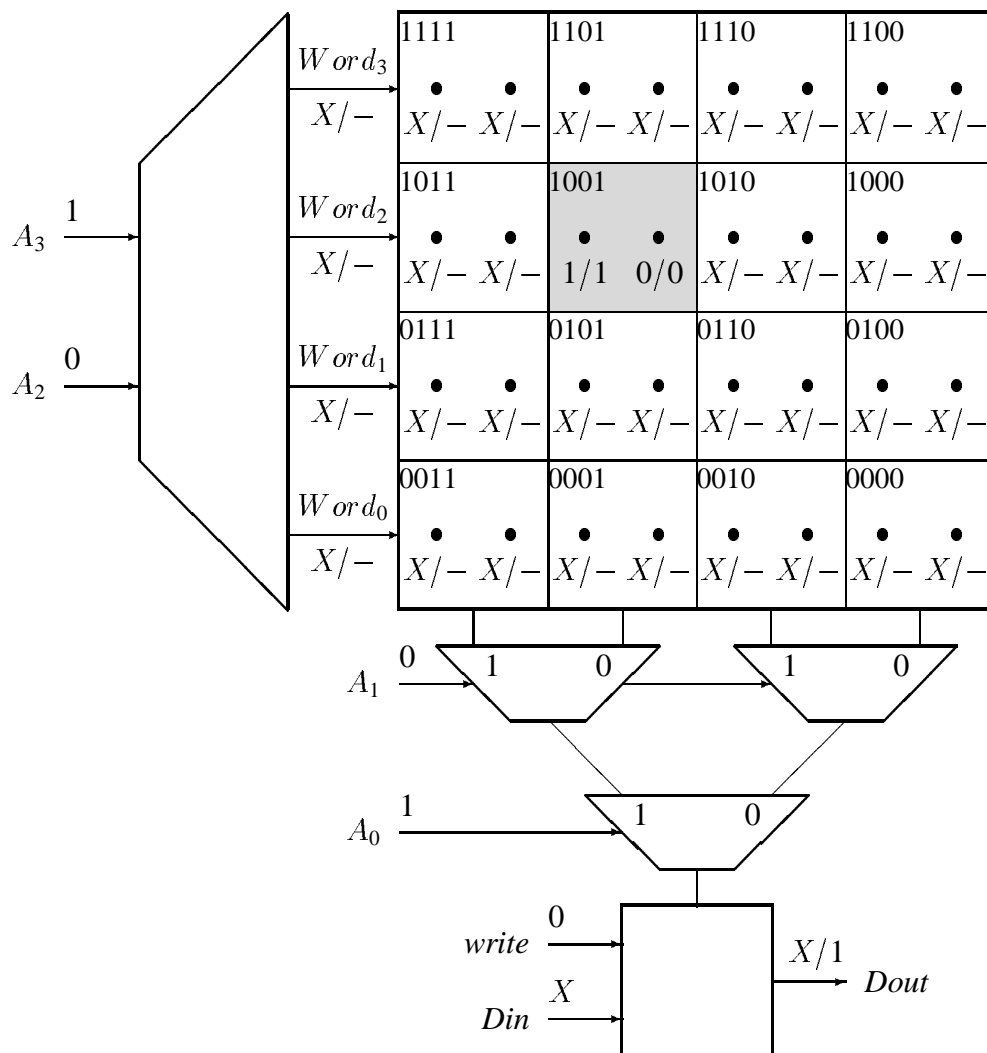 1111 1101 1110 1100
Word₃
X/− X/− X/− X/− X/− X/− X/− X/− X/−
1011 1001 1010 1000
1 Word₂
A₃
X/− X/− X/− 1/1 0/0 X/− X/− X/− X/−
0111 0101 0110 0100
0 Word₁
A₂
X/− X/− X/− X/− X/− X/− X/− X/− X/−
0011 0001 0010 0000
Word₀
X/− X/− X/− X/− X/− X/− X/− X/− X/−
0 1 0 1 0
A₁
1 1 0
A₀
0
write X/1
Dout
X
Din